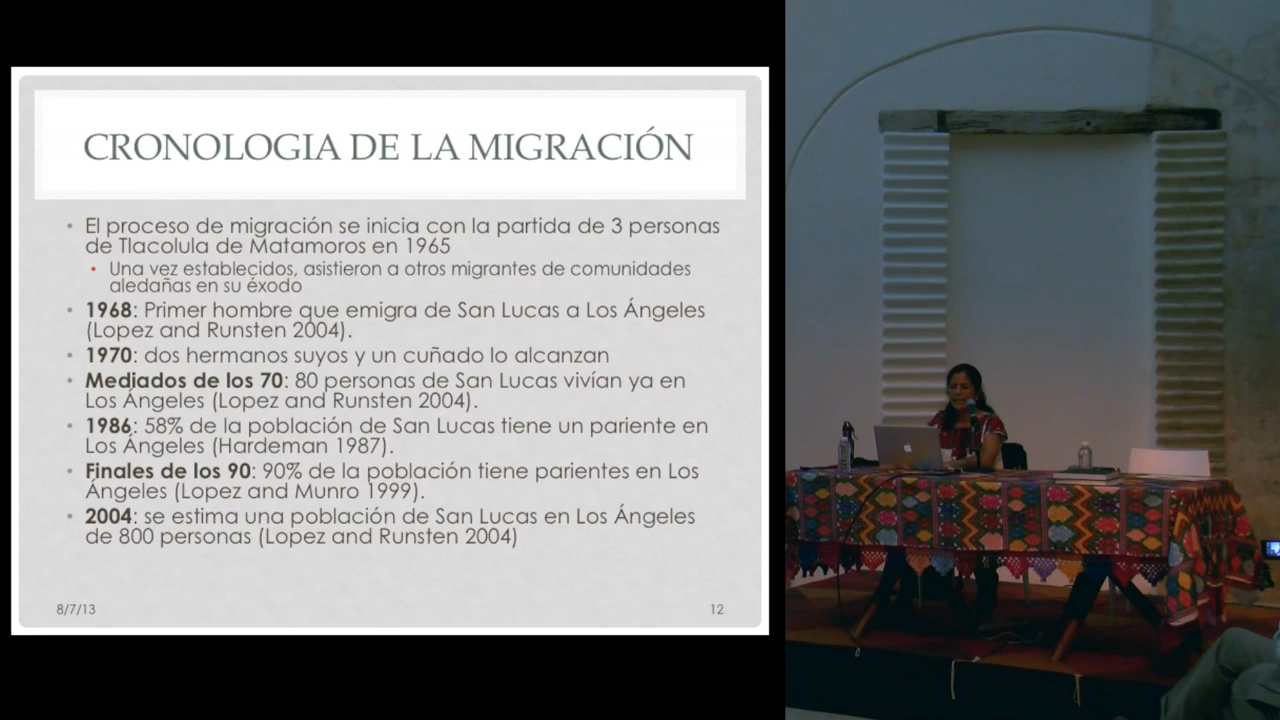 CRONOLOGIA DE LA MIGRACIÓN
• El proceso de migración se inicia con la partida de 3 personas
de Tlacolula de Matamoros en 1965
• Una vez establecidos, asistieron a otros migrantes de comunidades
aledañas en su éxodo
• 1968: Primer hombre que emigra de San Lucas a Los Ángeles
(Lopez and Runsten 2004).
• 1970: dos hermanos suyos y un cuñado lo alcanzan
• Mediados de los 70: 80 personas de San Lucas vivían ya en
Los Ángeles (Lopez and Runsten 2004).
• 1986: 58% de la población de San Lucas tiene un pariente en
Los Ángeles (Hardeman 1987).
• Finales de los 90: 90% de la población tiene parientes en Los
Ángeles (Lopez and Munro 1999).
• 2004: se estima una población de San Lucas en Los Ángeles
de 800 personas (Lopez and Runsten 2004)
8/7/13
12